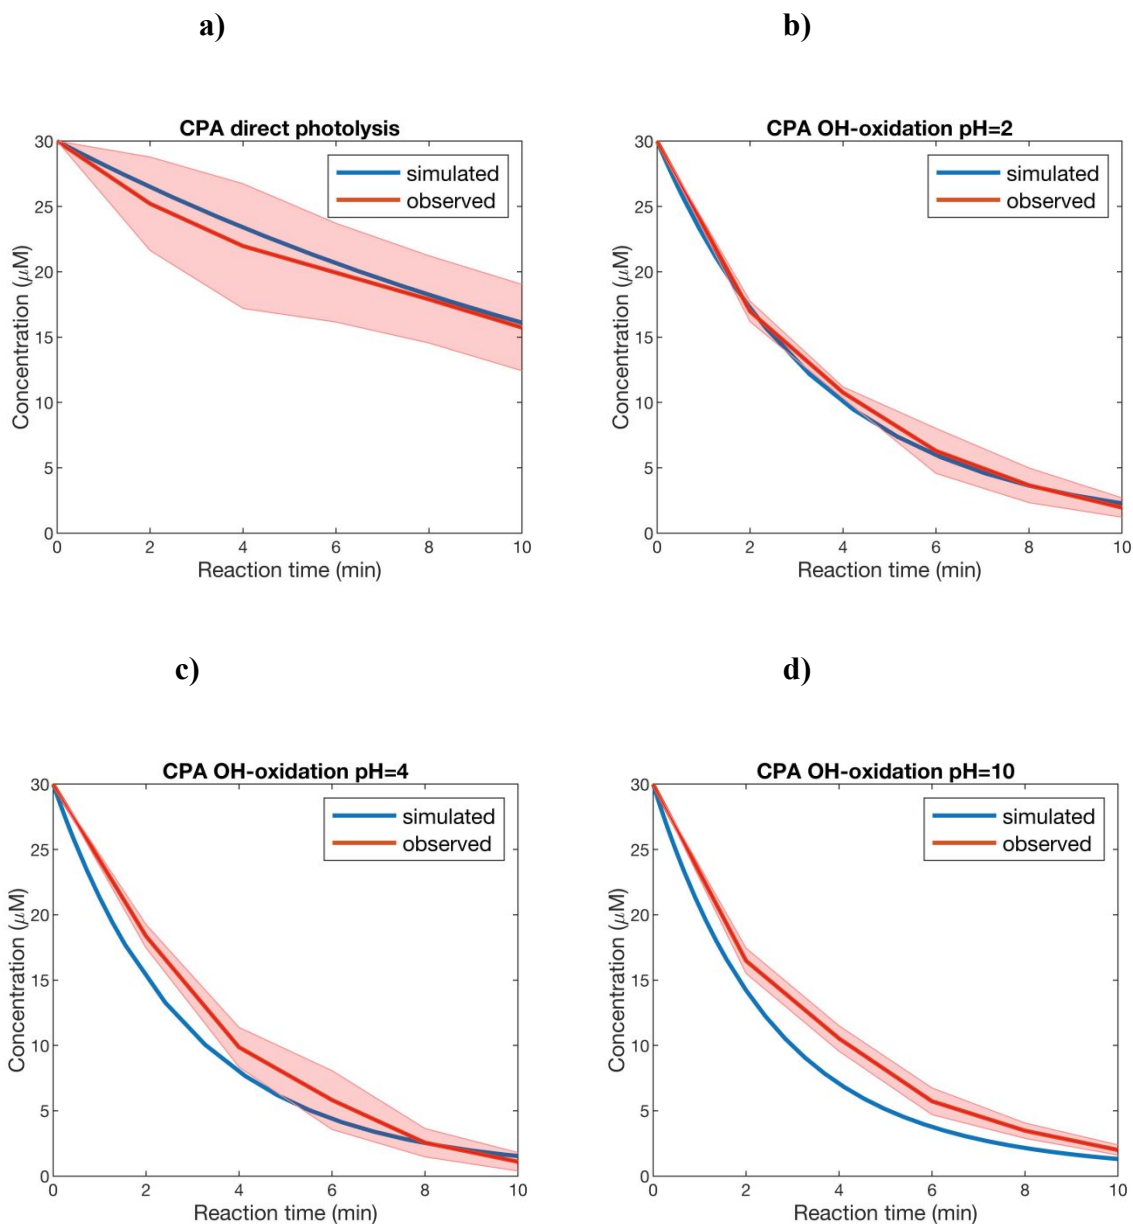 a)
CPA direct photolysis
simulated
observed
Concentration (μM)
30
25
20
15
10
5
0
0 2 4 6 8 10
Reaction time (min)
b)
CPA OH-oxidation pH=2
simulated
observed
Concentration (μM)
30
25
20
15
10
5
0
0 2 4 6 8 10
Reaction time (min)
c)
CPA OH-oxidation pH=4
simulated
observed
Concentration (μM)
30
25
20
15
10
5
0
0 2 4 6 8 10
Reaction time (min)
d)
CPA OH-oxidation pH=10
simulated
observed
Concentration (μM)
30
25
20
15
10
5
0
0 2 4 6 8 10
Reaction time (min)